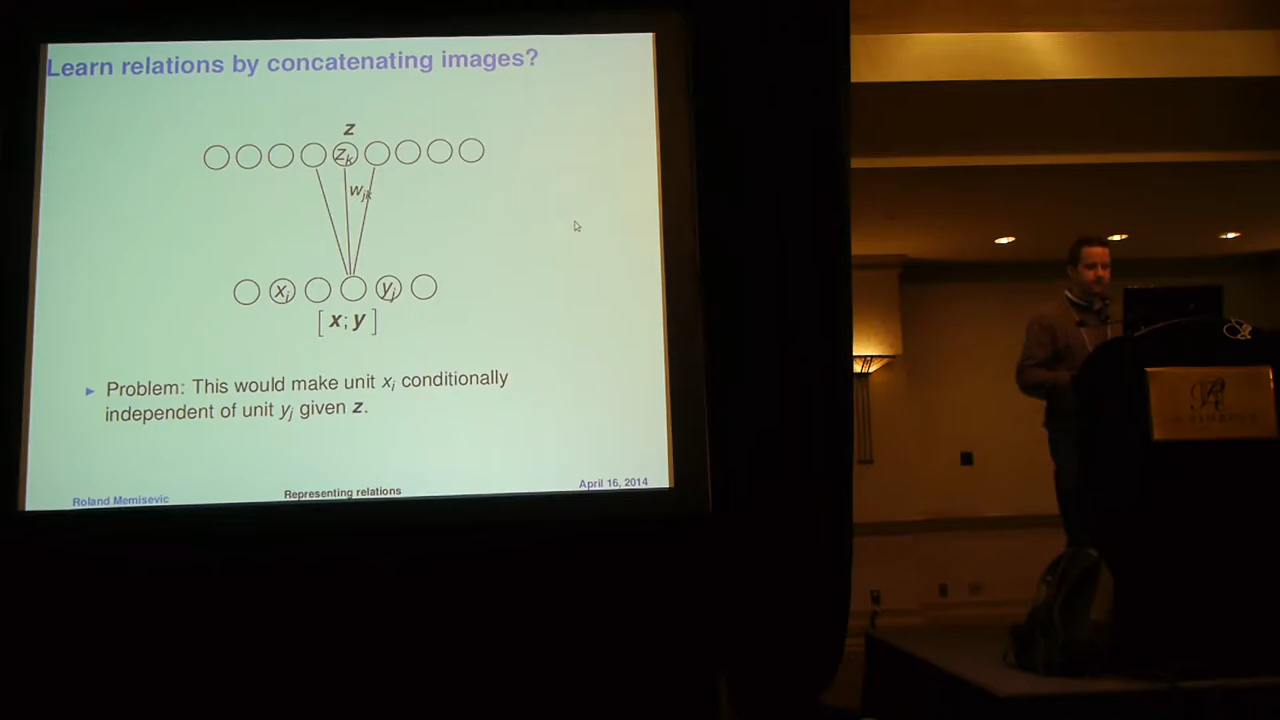 Learn relations by concatenating images?
z
z_k
w_jk
x_i
y_j
[ x; y ]
► Problem: This would make unit x_i conditionally
independent of unit y_j given z.
Roland Memisevic
Representing relations
April 16, 2014